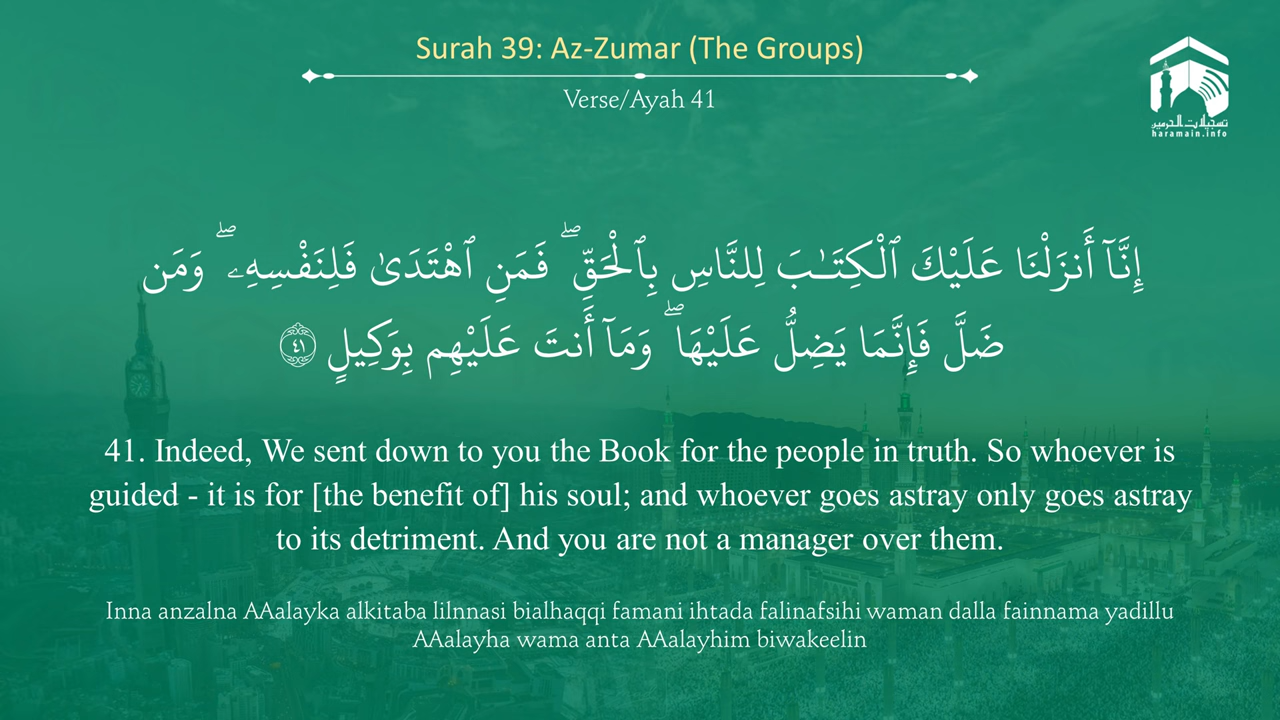 Surah 39: Az-Zumar (The Groups)
Verse/Ayah 41
تسجيلات الحرمين
haramain.info
إِنَّآ أَنزَلْنَا عَلَيْكَ ٱلْكِتَـٰبَ لِلنَّاسِ بِٱلْحَقِّ ۖ فَمَنِ ٱهْتَدَىٰ فَلِنَفْسِهِۦ ۖ وَمَن
ضَلَّ فَإِنَّمَا يَضِلُّ عَلَيْهَا ۖ وَمَآ أَنتَ عَلَيْهِم بِوَكِيلٍ ٤١
41. Indeed, We sent down to you the Book for the people in truth. So whoever is
guided - it is for [the benefit of] his soul; and whoever goes astray only goes astray
to its detriment. And you are not a manager over them.
Inna anzalna AAalayka alkitaba lilnnasi bialhaqqi famani ihtada falinafsihi waman dalla fainnama yadillu
AAalayha wama anta AAalayhim biwakeelin